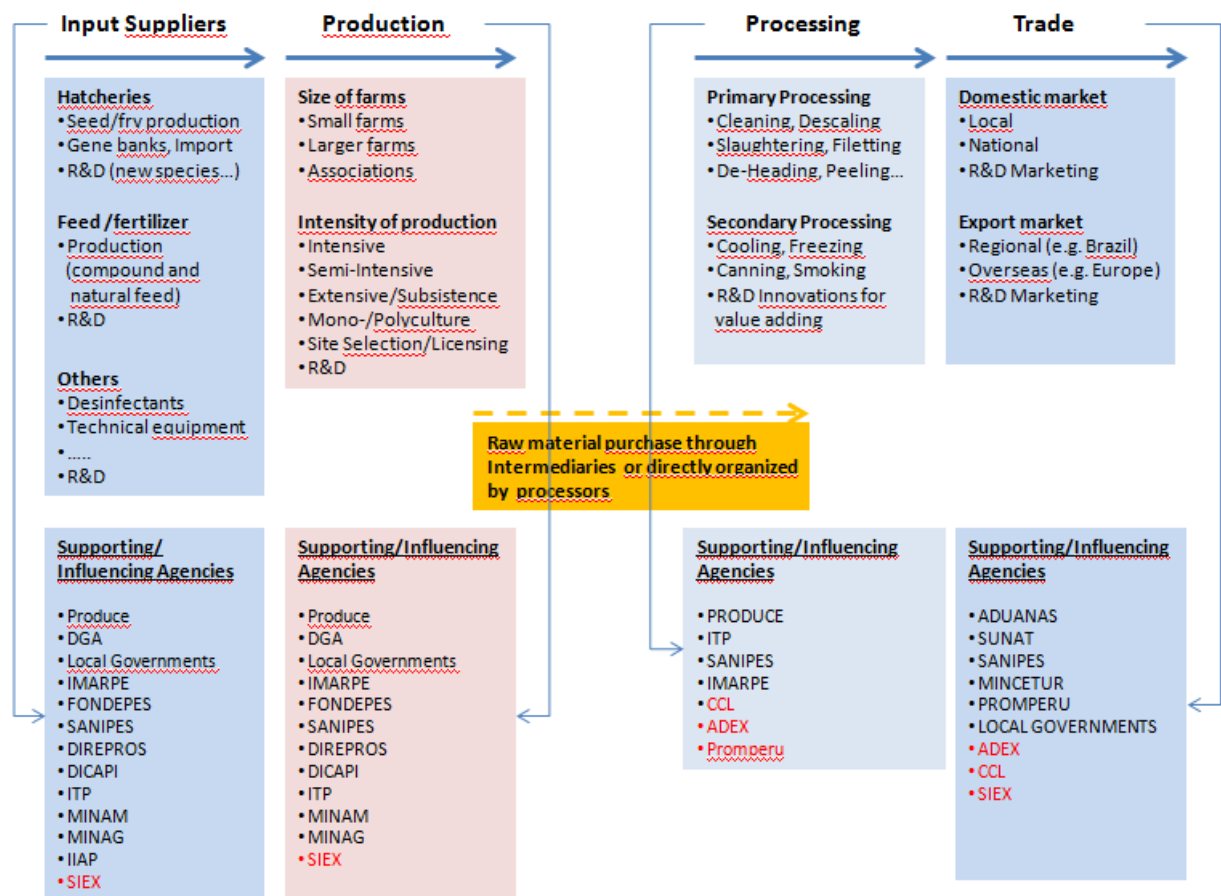 Input Suppliers
Production
Processing
Trade
Hatcheries
• Seed/frv production
• Gene banks, Import
• R&D (new species…)
Feed /fertilizer
• Production
(compound and
natural feed)
• R&D
Others
• Desinfectants
• Technical equipment
• …..
• R&D
Size of farms
• Small farms
• Larger farms
• Associations
Intensity of production
• Intensive
• Semi-Intensive
• Extensive/Subsistence
• Mono-/Polyculture
• Site Selection/Licensing
• R&D
Primary Processing
• Cleaning, Descaling
• Slaughtering, Filetting
• De-Heading, Peeling…
Secondary Processing
• Cooling, Freezing
• Canning, Smoking
• R&D Innovations for
value adding
Domestic market
• Local
• National
• R&D Marketing
Export market
• Regional (e.g. Brazil)
• Overseas (e.g. Europe)
• R&D Marketing
Raw material purchase through
Intermediaries or directly organized
by processors
Supporting/
Influencing Agencies
• Produce
• DGA
• Local Governments
• IMARPE
• FONDEPES
• SANIPES
• DIREPROS
• DICAPI
• ITP
• MINAM
• MINAG
• IIAP
• SIEX
Supporting/Influencing
Agencies
• Produce
• DGA
• Local Governments
• IMARPE
• FONDEPES
• SANIPES
• DIREPROS
• DICAPI
• ITP
• MINAM
• MINAG
• SIEX
Supporting/Influencing
Agencies
• PRODUCE
• ITP
• SANIPES
• IMARPE
• CCL
• ADEX
• Promperu
Supporting/Influencing
Agencies
• ADUANAS
• SUNAT
• SANIPES
• MINCETUR
• PROMPERU
• LOCAL GOVERNMENTS
• ADEX
• CCL
• SIEX